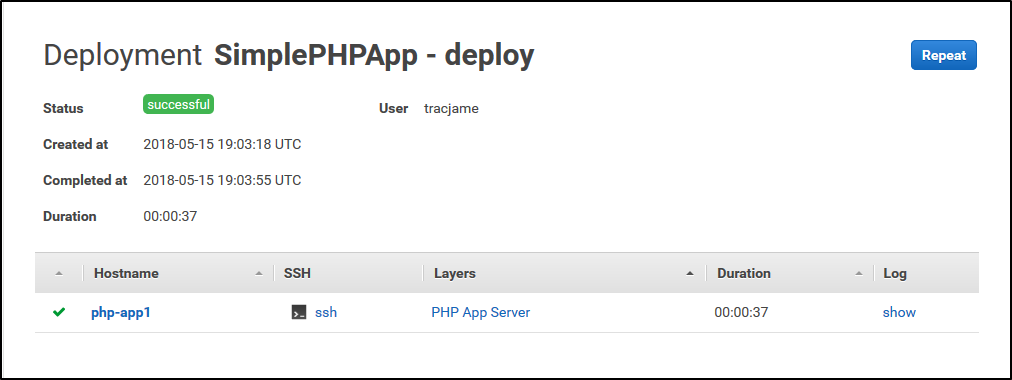 Deployment SimplePHPApp - deploy
Repeat
Status successful User tracjame
Created at 2018-05-15 19:03:18 UTC
Completed at 2018-05-15 19:03:55 UTC
Duration 00:00:37
Hostname SSH Layers Duration Log
php-app1 ssh PHP App Server 00:00:37 show